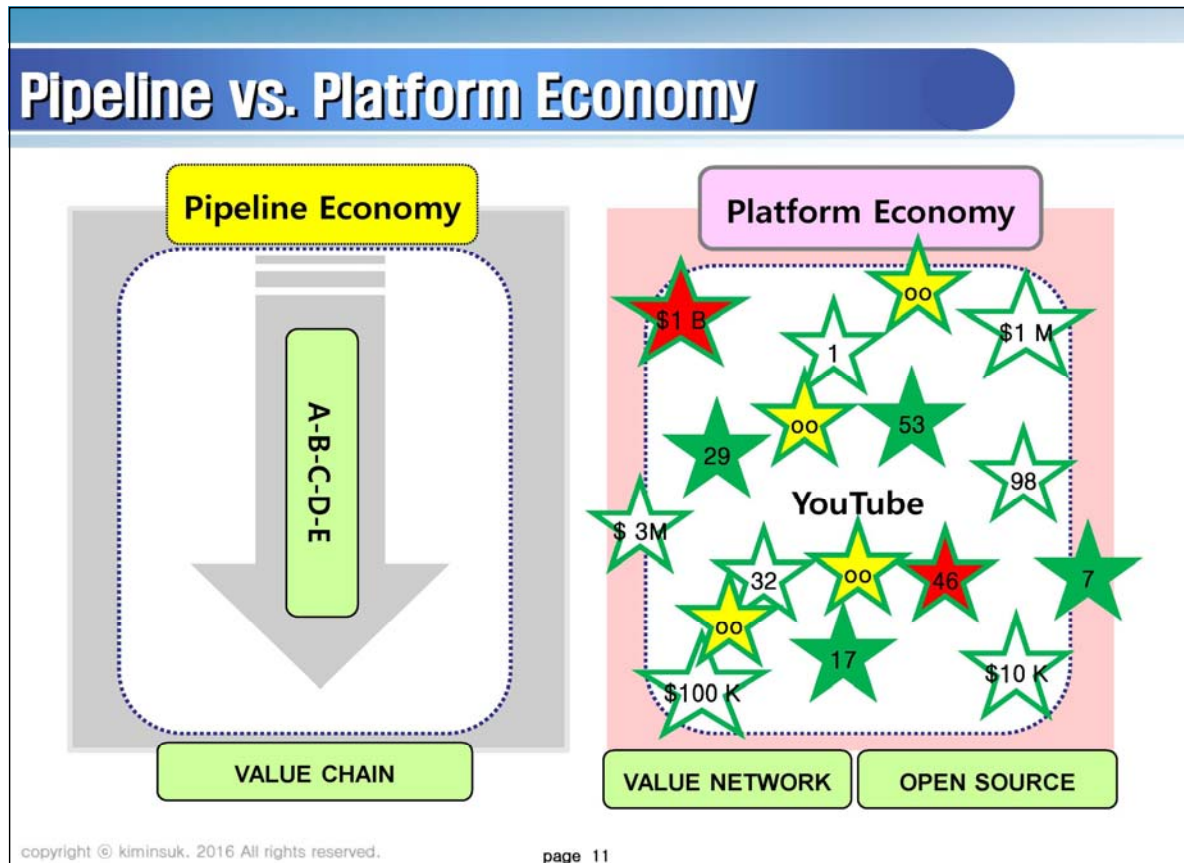 Pipeline vs. Platform Economy
Pipeline Economy
A-B-C-D-E
VALUE CHAIN
Platform Economy
oo
$1 B
$1 M
1
oo
53
29
98
YouTube
$ 3M
32
oo
46
7
oo
17
$100 K
$10 K
VALUE NETWORK
OPEN SOURCE
copyright ⓒ kiminsuk. 2016 All rights reserved.
page 11